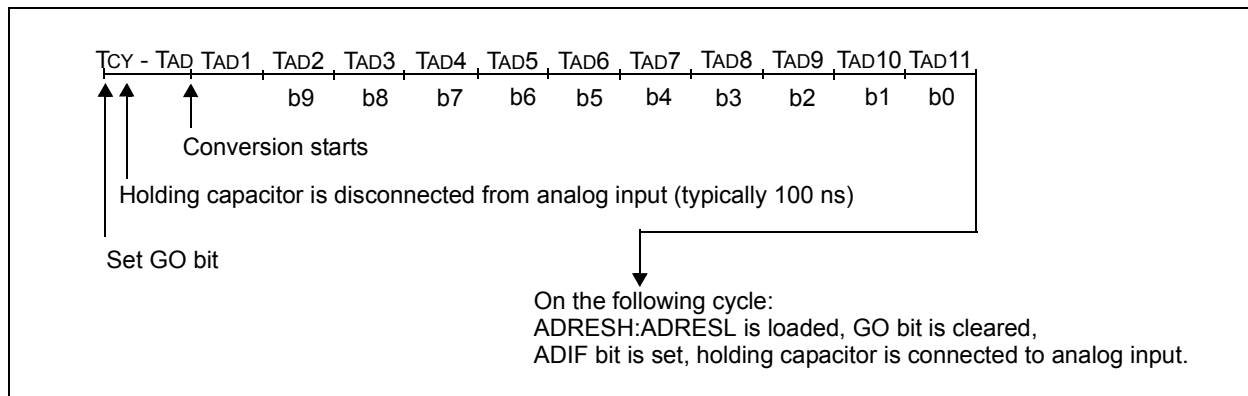 TCY - TAD TAD1 TAD2 TAD3 TAD4 TAD5 TAD6 TAD7 TAD8 TAD9 TAD10 TAD11
b9 b8 b7 b6 b5 b4 b3 b2 b1 b0
Conversion starts
Holding capacitor is disconnected from analog input (typically 100 ns)
Set GO bit
On the following cycle:
ADRESH:ADRESL is loaded, GO bit is cleared,
ADIF bit is set, holding capacitor is connected to analog input.